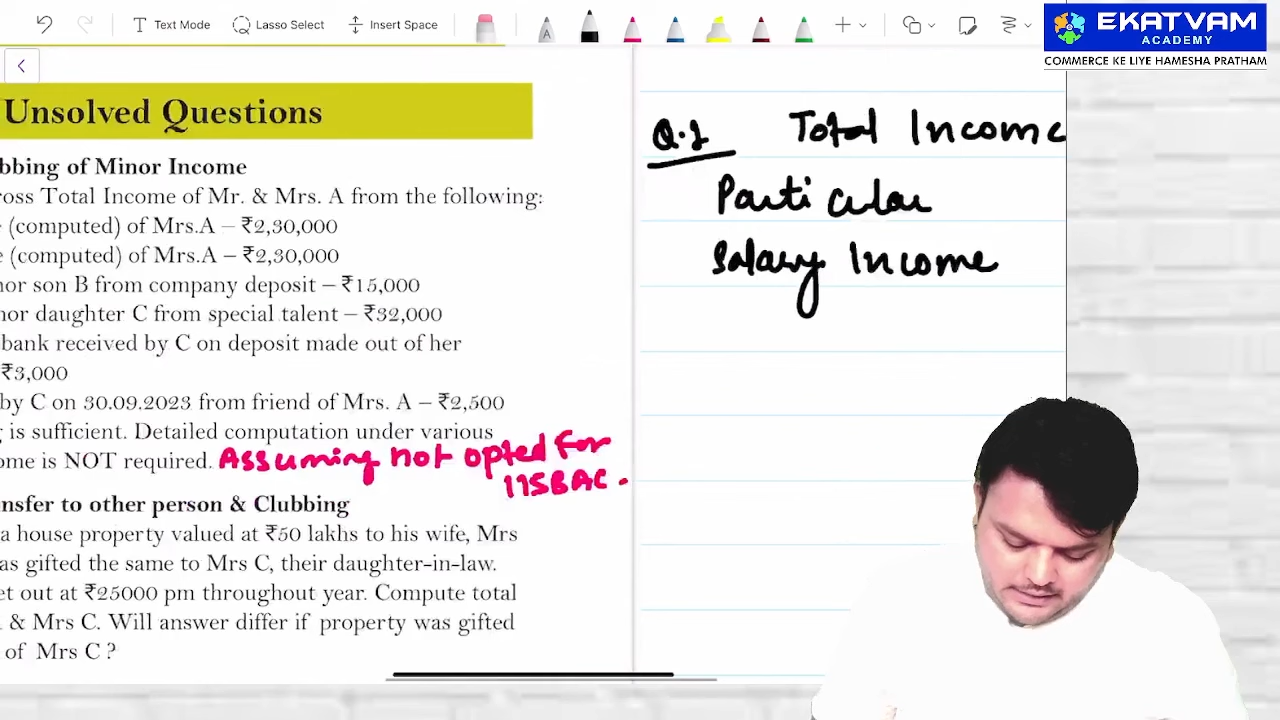 Text Mode Lasso Select Insert Space
EKATVAM
ACADEMY
COMMERCE KE LIYE HAMESHA PRATHAM
Unsolved Questions
bbing of Minor Income
ross Total Income of Mr. & Mrs. A from the following:
e (computed) of Mrs.A – ₹2,30,000
e (computed) of Mrs.A – ₹2,30,000
nor son B from company deposit – ₹15,000
nor daughter C from special talent – ₹32,000
bank received by C on deposit made out of her
₹3,000
by C on 30.09.2023 from friend of Mrs. A – ₹2,500
g is sufficient. Detailed computation under various
ome is NOT required. Assuming not opted for
115BAC.
nsfer to other person & Clubbing
a house property valued at ₹50 lakhs to his wife, Mrs
as gifted the same to Mrs C, their daughter-in-law.
et out at ₹25000 pm throughout year. Compute total
& Mrs C. Will answer differ if property was gifted
of Mrs C ?
Q.1 Total Income
Particular
Salary Income